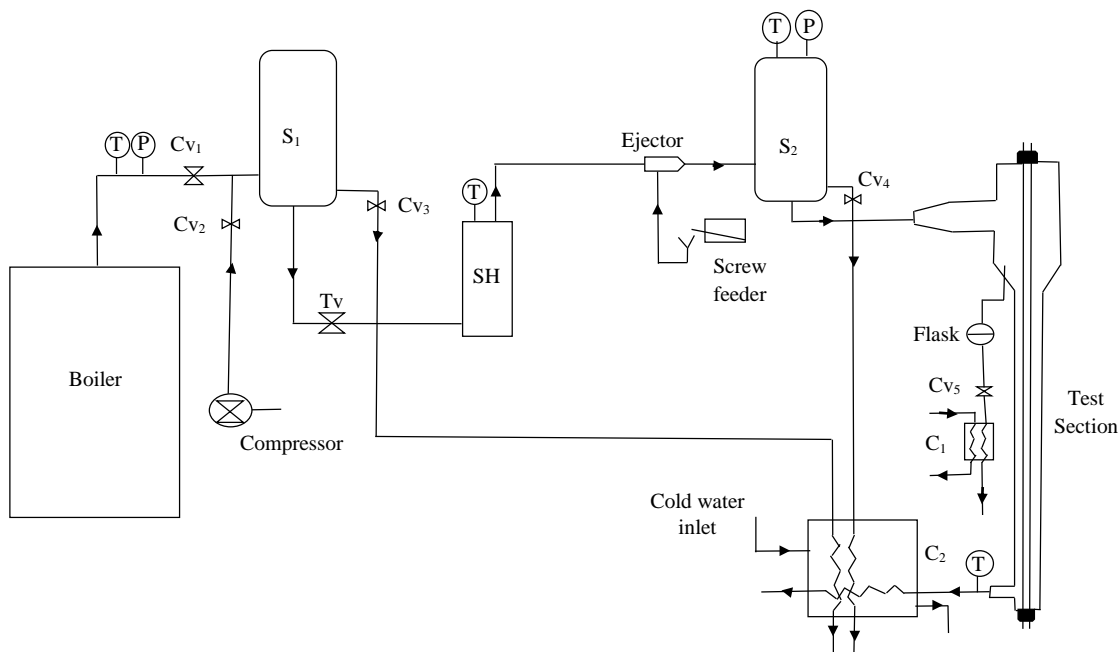 T P
S₁
S₂
Ejector
T P
Cv₁
Cv₄
T
Cv₃
Cv₂
SH
Screw
feeder
Tv
Flask
Boiler
Cv₅
Test
Section
Compressor
C₁
Cold water
inlet
C₂
T